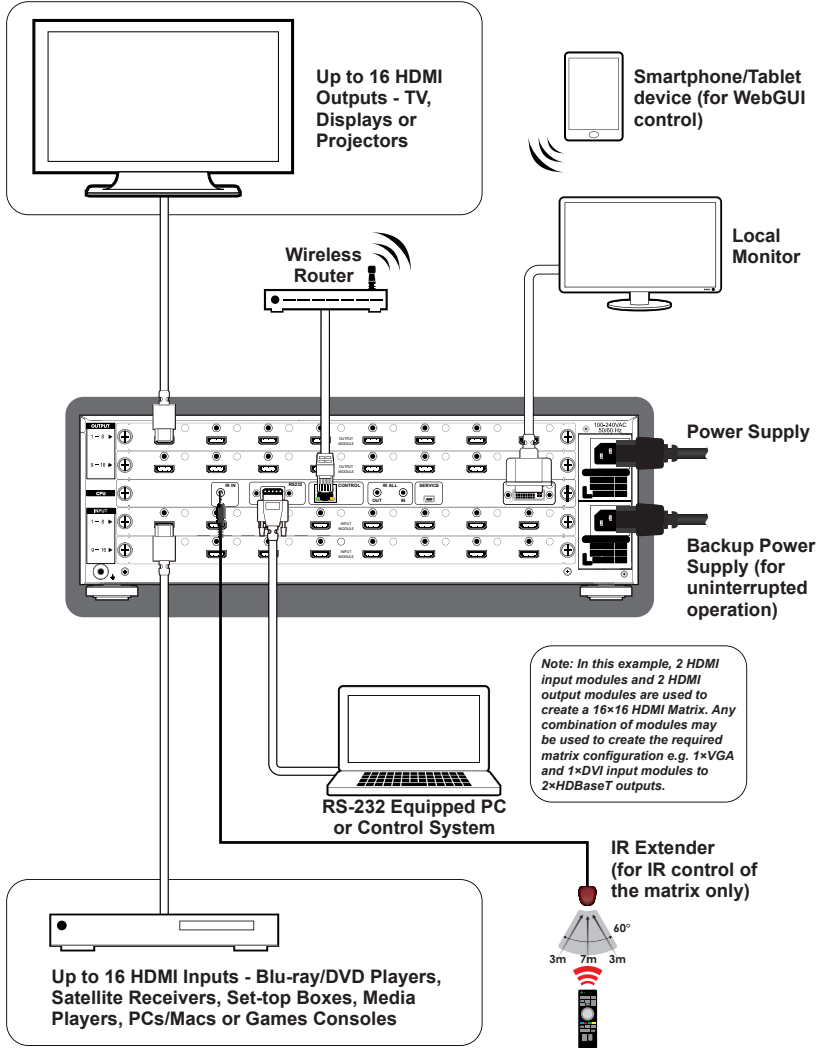 Up to 16 HDMI
Outputs - TV,
Displays or
Projectors
Smartphone/Tablet
device (for WebGUI
control)
Wireless
Router
Local
Monitor
OUTPUT
1 – 8
OUTPUT
MODULE
100-240VAC
50/60 Hz
Power Supply
9 – 16
OUTPUT
MODULE
CPU
IR IN
RS232
CONTROL
IR ALL
OUT
IN
SERVICE
INPUT
1 – 8
INPUT
MODULE
9 – 16
INPUT
MODULE
Backup Power
Supply (for
uninterrupted
operation)
Note: In this example, 2 HDMI
input modules and 2 HDMI
output modules are used to
create a 16×16 HDMI Matrix. Any
combination of modules may
be used to create the required
matrix configuration e.g. 1×VGA
and 1×DVI input modules to
2×HDBaseT outputs.
RS-232 Equipped PC
or Control System
IR Extender
(for IR control of
the matrix only)
60°
3m 7m 3m
Up to 16 HDMI Inputs - Blu-ray/DVD Players,
Satellite Receivers, Set-top Boxes, Media
Players, PCs/Macs or Games Consoles